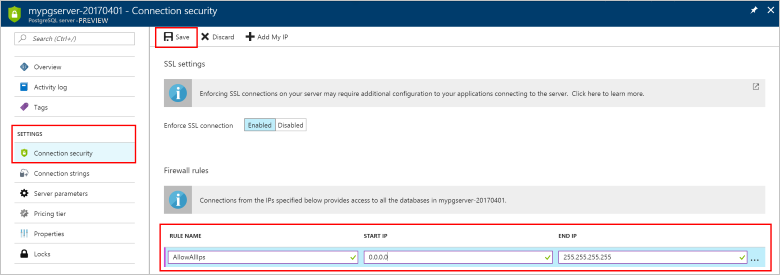 mypgserver-20170401 - Connection security
PostgreSQL server - PREVIEW
Search (Ctrl+/)
Overview
Activity log
Tags
SETTINGS
Connection security
Connection strings
Server parameters
Pricing tier
Properties
Locks
Save Discard Add My IP
SSL settings
Enforcing SSL connections on your server may require additional configuration to your applications connecting to the server. Click here to learn more.
Enforce SSL connection Enabled Disabled
Firewall rules
Connections from the IPs specified below provides access to all the databases in mypgserver-20170401.
RULE NAME START IP END IP
AllowAllIps 0.0.0.0 255.255.255.255 ...